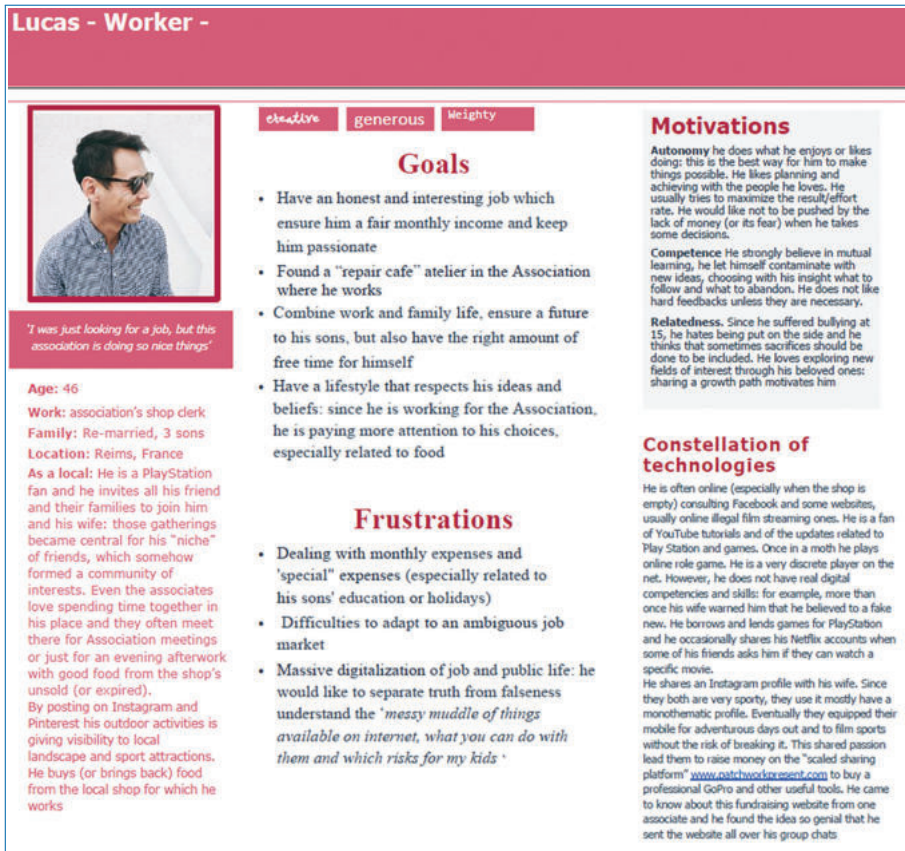 Lucas - Worker -
creative
generous
Weighty
'I was just looking for a job, but this
association is doing so nice things'
Age: 46
Work: association's shop clerk
Family: Re-married, 3 sons
Location: Reims, France
As a local: He is a PlayStation
fan and he invites all his friend
and their families to join him
and his wife: those gatherings
became central for his "niche"
of friends, which somehow
formed a community of
interests. Even the associates
love spending time together in
his place and they often meet
there for Association meetings
or just for an evening afterwork
with good food from the shop's
unsold (or expired).
By posting on Instagram and
Pinterest his outdoor activities is
giving visibility to local
landscape and sport attractions.
He buys (or brings back) food
from the local shop for which he
works
Goals
• Have an honest and interesting job which
ensure him a fair monthly income and keep
him passionate
• Found a "repair cafe" atelier in the Association
where he works
• Combine work and family life, ensure a future
to his sons, but also have the right amount of
free time for himself
• Have a lifestyle that respects his ideas and
beliefs: since he is working for the Association,
he is paying more attention to his choices,
especially related to food
Frustrations
• Dealing with monthly expenses and
'special" expenses (especially related to
his sons' education or holidays)
• Difficulties to adapt to an ambiguous job
market
• Massive digitalization of job and public life: he
would like to separate truth from falseness
understand the 'messy muddle of things
available on internet, what you can do with
them and which risks for my kids '
Motivations
Autonomy he does what he enjoys or likes
doing: this is the best way for him to make
things possible. He likes planning and
achieving with the people he loves. He
usually tries to maximize the result/effort
rate. He would like not to be pushed by the
lack of money (or its fear) when he takes
some decisions.
Competence He strongly believe in mutual
learning, he let himself contaminate with
new ideas, choosing with his insight what to
follow and what to abandon. He does not like
hard feedbacks unless they are necessary.
Relatedness. Since he suffered bullying at
15, he hates being put on the side and he
thinks that sometimes sacrifices should be
done to be included. He loves exploring new
fields of interest through his beloved ones:
sharing a growth path motivates him
Constellation of
technologies
He is often online (especially when the shop is
empty) consulting Facebook and some websites,
usually online illegal film streaming ones. He is a fan
of YouTube tutorials and of the updates related to
Play Station and games. Once in a moth he plays
online role game. He is a very discrete player on the
net. However, he does not have real digital
competencies and skills: for example, more than
once his wife warned him that he believed to a fake
new. He borrows and lends games for PlayStation
and he occasionally shares his Netflix accounts when
some of his friends asks him if they can watch a
specific movie.
He shares an Instagram profile with his wife. Since
they both are very sporty, they use it mostly have a
monothematic profile. Eventually they equipped their
mobile for adventurous days out and to film sports
without the risk of breaking it. This shared passion
lead them to raise money on the "scaled sharing
platform" www.patchworkpresent.com to buy a
professional GoPro and other useful tools. He came
to know about this fundraising website from one
associate and he found the idea so genial that he
sent the website all over his group chats